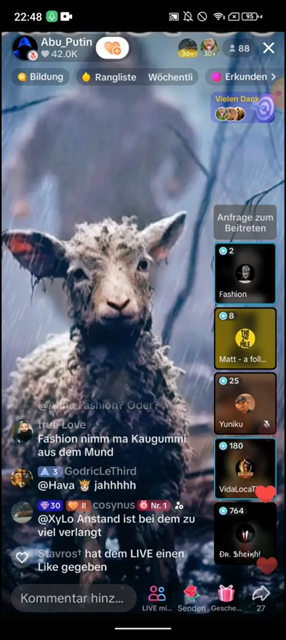 22:48
95
Abu_Putin
42.0K
30+
30+
88
Bildung
Rangliste
Wöchentli
Erkunden
Vielen Dank
Anfrage zum
Beitreten
2
Fashion
8
Matt - a foll...
25
Yuniku
180
VidaLocaT
764
True Love
Fashion nimm ma Kaugummi
aus dem Mund
3 GodricLeThird
@Hava jahhhhh
30 II cosynus Nr. 1
@XyLo Anstand ist bei dem zu
viel verlangt
Stavros† hat dem LIVE einen
Like gegeben
Kommentar hinz...
LIVE mi...
Senden
Gesche...
27